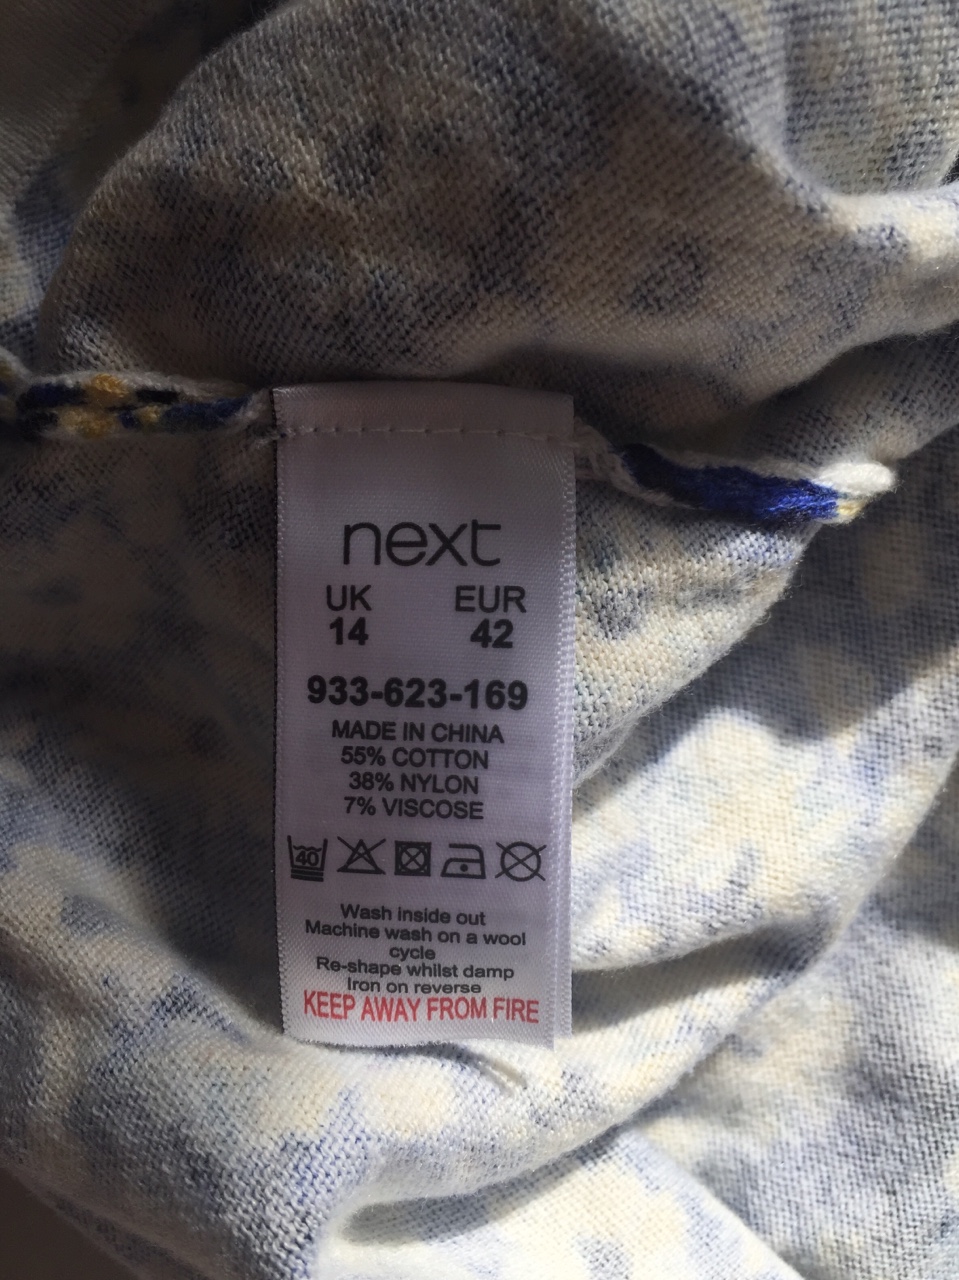 next
UK EUR
14 42
933-623-169
MADE IN CHINA
55% COTTON
38% NYLON
7% VISCOSE
40
Wash inside out
Machine wash on a wool
cycle
Re-shape whilst damp
Iron on reverse
KEEP AWAY FROM FIRE